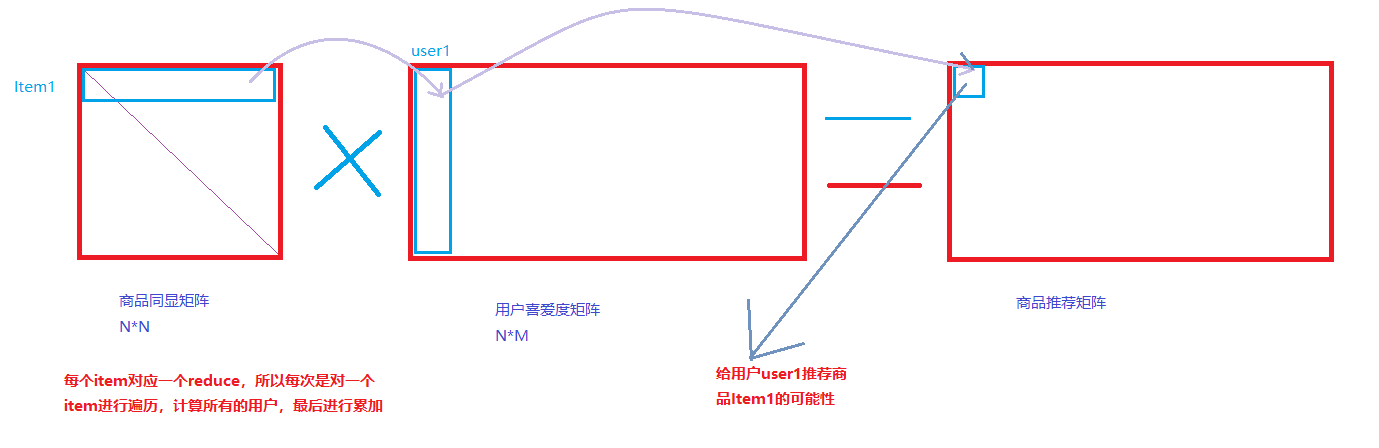 user1
Item1
商品同显矩阵
N*N
用户喜爱度矩阵
N*M
商品推荐矩阵
每个item对应一个reduce，所以每次是对一个
item进行遍历，计算所有的用户，最后进行累加
给用户user1推荐商
品Item1的可能性